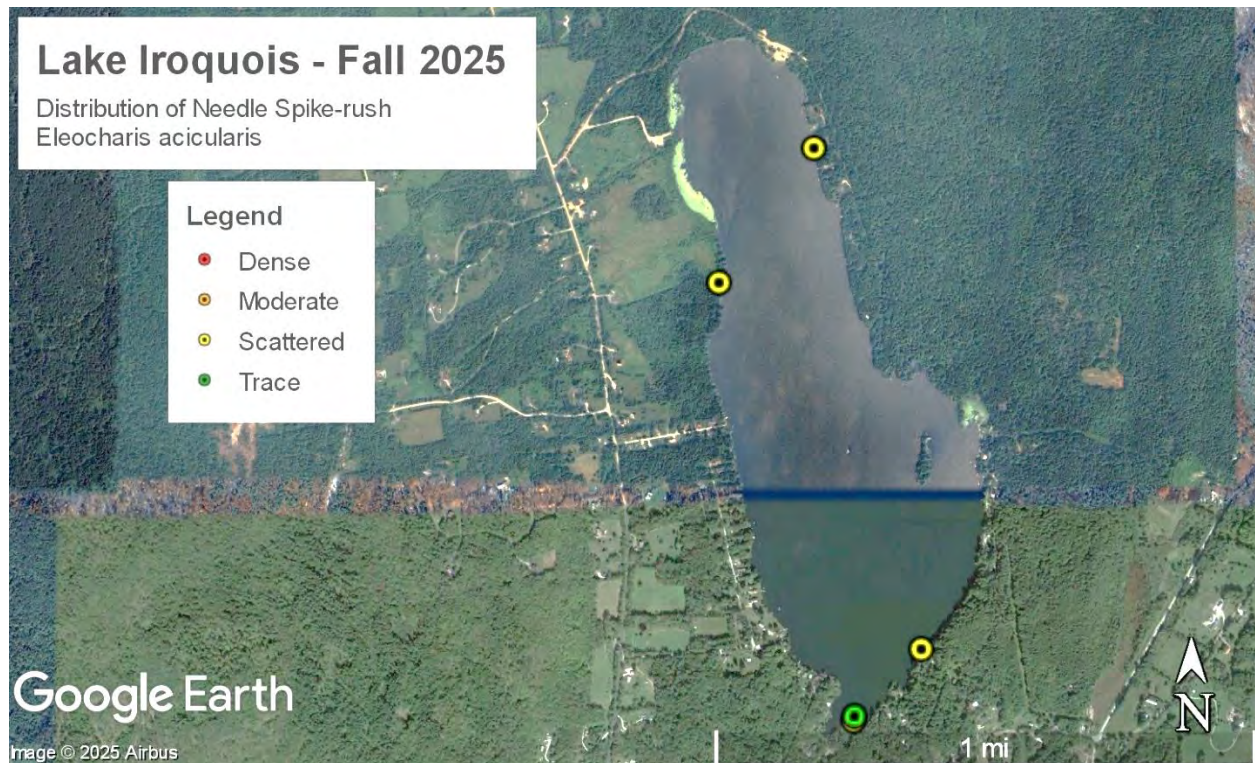 Lake Iroquois - Fall 2025
Distribution of Needle Spike-rush
Eleocharis acicularis
Legend
Dense
Moderate
Scattered
Trace
Google Earth
Image © 2025 Airbus
1 mi
N